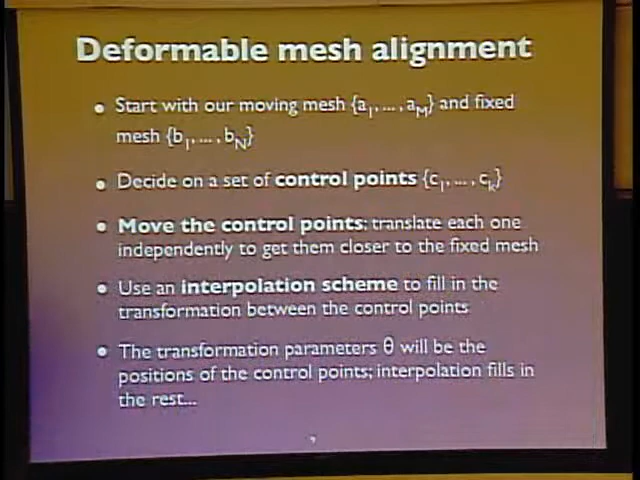 Deformable mesh alignment
• Start with our moving mesh {a₁,...,a_M} and fixed
mesh {b₁,...,b_N}
• Decide on a set of control points {c₁,...,c_k}
• Move the control points: translate each one
independently to get them closer to the fixed mesh
• Use an interpolation scheme to fill in the
transformation between the control points
• The transformation parameters θ will be the
positions of the control points; interpolation fills in
the rest...